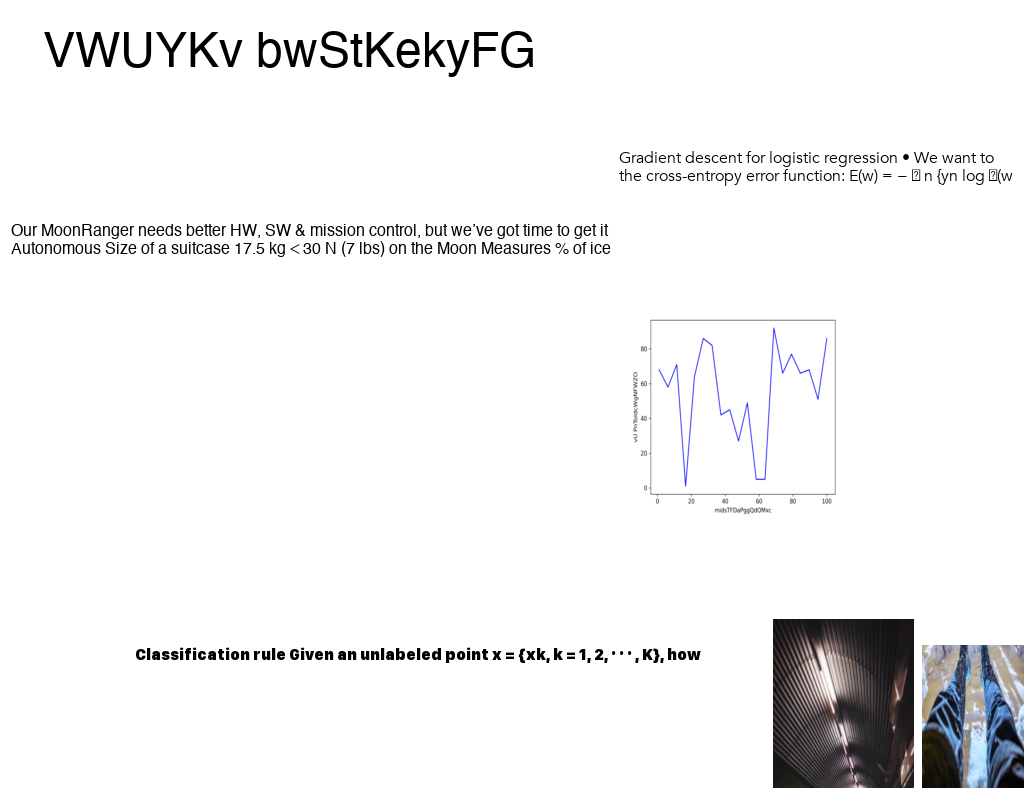 VWUYKv bwStKekyFG
Gradient descent for logistic regression • We want to
the cross-entropy error function: E(w) = − n {yn log (w
Our MoonRanger needs better HW, SW & mission control, but we’ve got time to get it
Autonomous Size of a suitcase 17.5 kg < 30 N (7 lbs) on the Moon Measures % of ice
80
60
40
20
0
0 20 40 60 80 100
Classification rule Given an unlabeled point x = {xk, k = 1, 2, · · · , K}, how